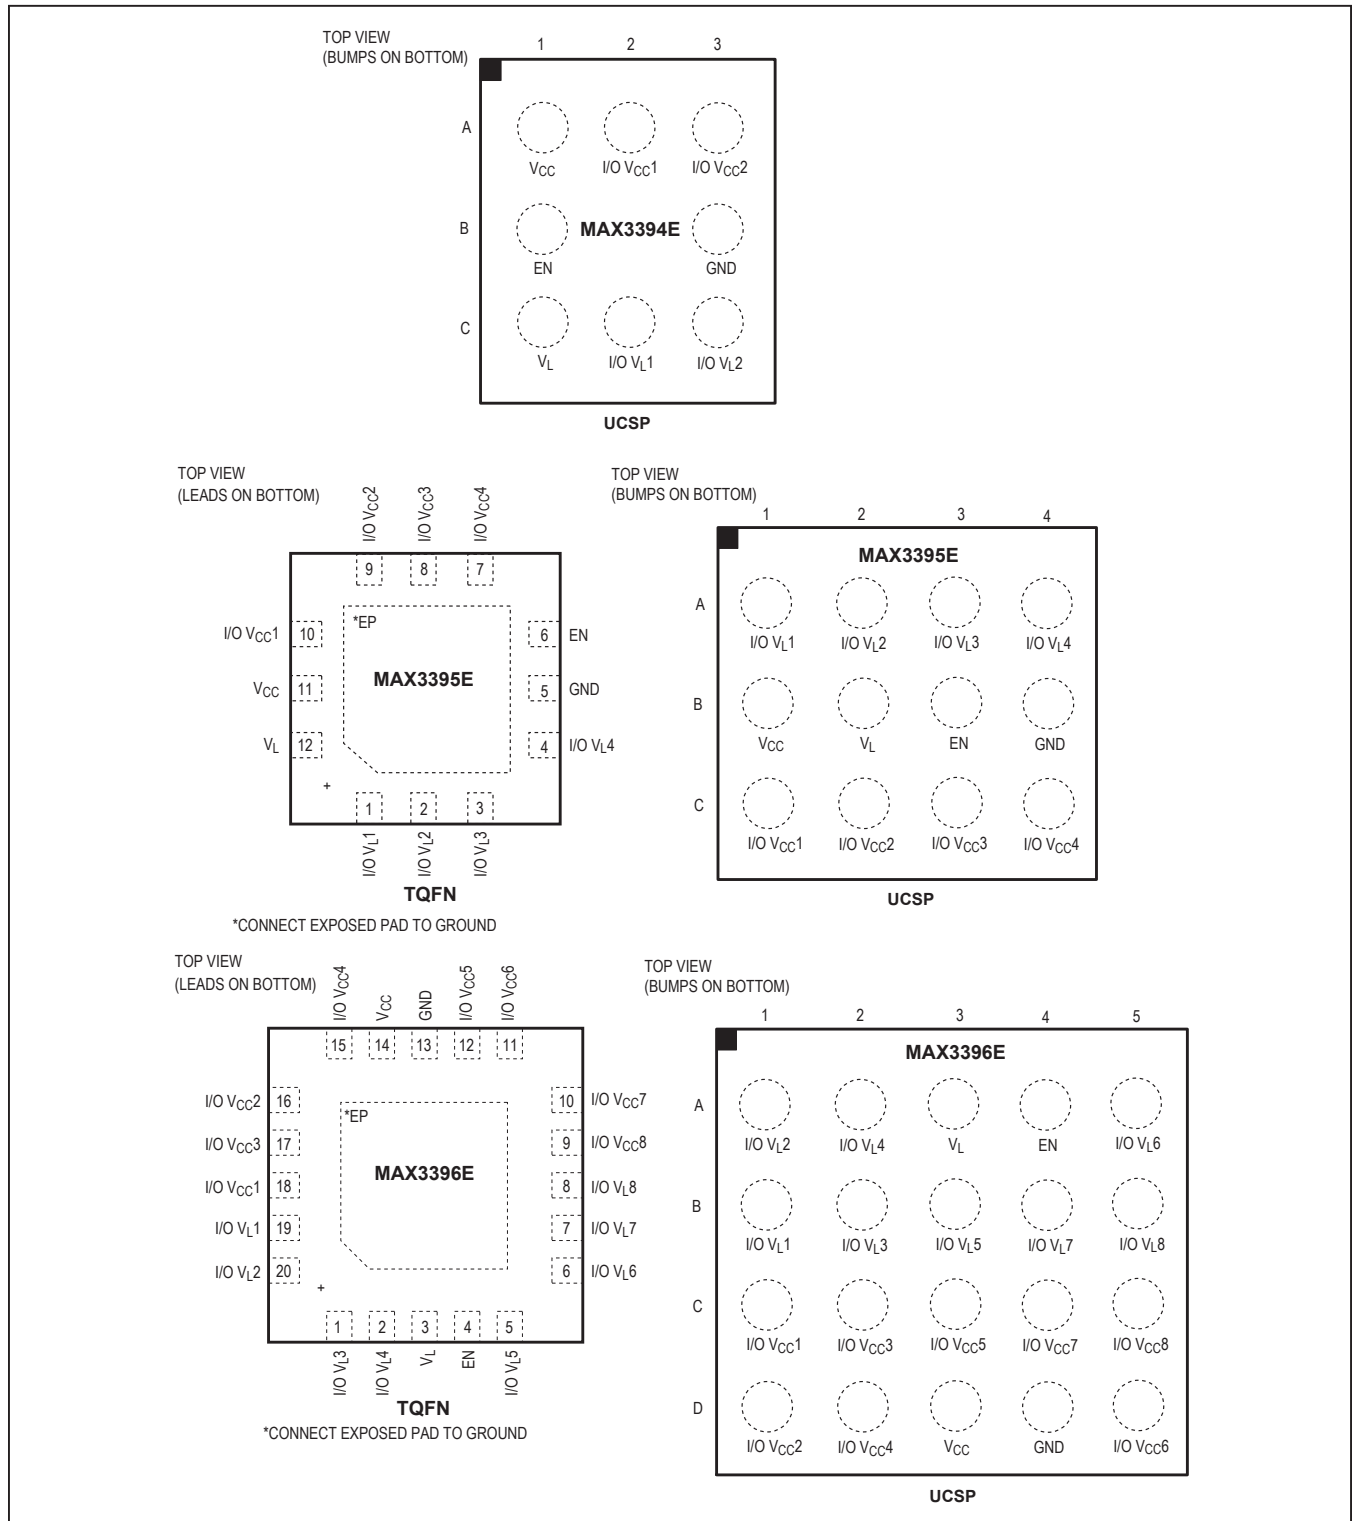 TOP VIEW
(BUMPS ON BOTTOM)
1 2 3
A
VCC I/O VCC1 I/O VCC2
B
MAX3394E
EN GND
C
VL I/O VL1 I/O VL2
UCSP
TOP VIEW
(LEADS ON BOTTOM)
I/O VCC2 I/O VCC3 I/O VCC4
9 8 7
*EP
I/O VCC1 10 6 EN
MAX3395E
VCC 11 5 GND
VL 12 4 I/O VL4
+
1 2 3
I/O VL1 I/O VL2 I/O VL3
TQFN
*CONNECT EXPOSED PAD TO GROUND
TOP VIEW
(BUMPS ON BOTTOM)
1 2 3 4
MAX3395E
A
I/O VL1 I/O VL2 I/O VL3 I/O VL4
B
VCC VL EN GND
C
I/O VCC1 I/O VCC2 I/O VCC3 I/O VCC4
UCSP
TOP VIEW
(LEADS ON BOTTOM)
I/O VCC4 VCC GND I/O VCC5 I/O VCC6
15 14 13 12 11
I/O VCC2 16 10 I/O VCC7
*EP
I/O VCC3 17 9 I/O VCC8
MAX3396E
I/O VCC1 18 8 I/O VL8
I/O VL1 19 7 I/O VL7
I/O VL2 20 6 I/O VL6
+
1 2 3 4 5
I/O VL3 I/O VL4 VL EN I/O VL5
TQFN
*CONNECT EXPOSED PAD TO GROUND
TOP VIEW
(BUMPS ON BOTTOM)
1 2 3 4 5
MAX3396E
A
I/O VL2 I/O VL4 VL EN I/O VL6
B
I/O VL1 I/O VL3 I/O VL5 I/O VL7 I/O VL8
C
I/O VCC1 I/O VCC3 I/O VCC5 I/O VCC7 I/O VCC8
D
I/O VCC2 I/O VCC4 VCC GND I/O VCC6
UCSP